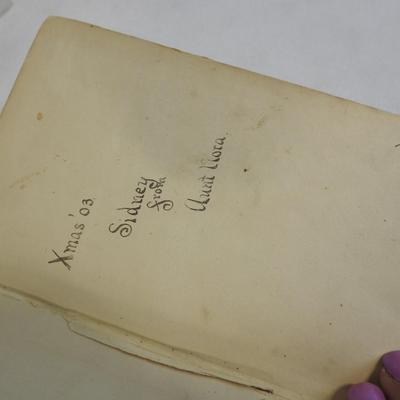 Xmas '03
Sidney
from
Aunt Nora.